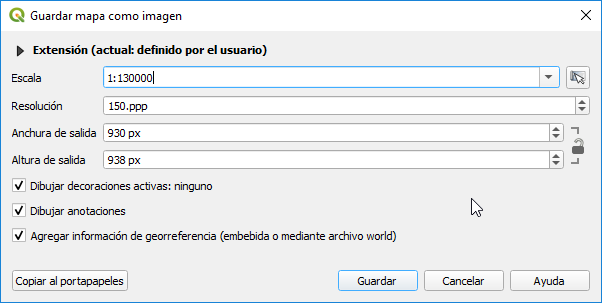 Guardar mapa como imagen
Extensión (actual: definido por el usuario)
Escala 1:130000
Resolución 150.ppp
Anchura de salida 930 px
Altura de salida 938 px
Dibujar decoraciones activas: ninguno
Dibujar anotaciones
Agregar información de georreferencia (embebida o mediante archivo world)
Copiar al portapapeles Guardar Cancelar Ayuda